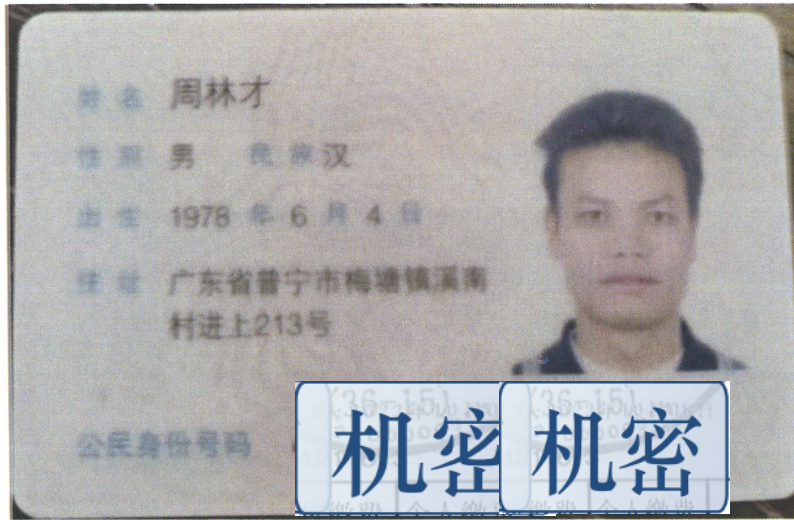 姓名 周林才
性别 男 民族 汉
出生 1978 年 6 月 4 日
住址 广东省普宁市梅塘镇溪南
村进上213号
公民身份号码
机密 机密